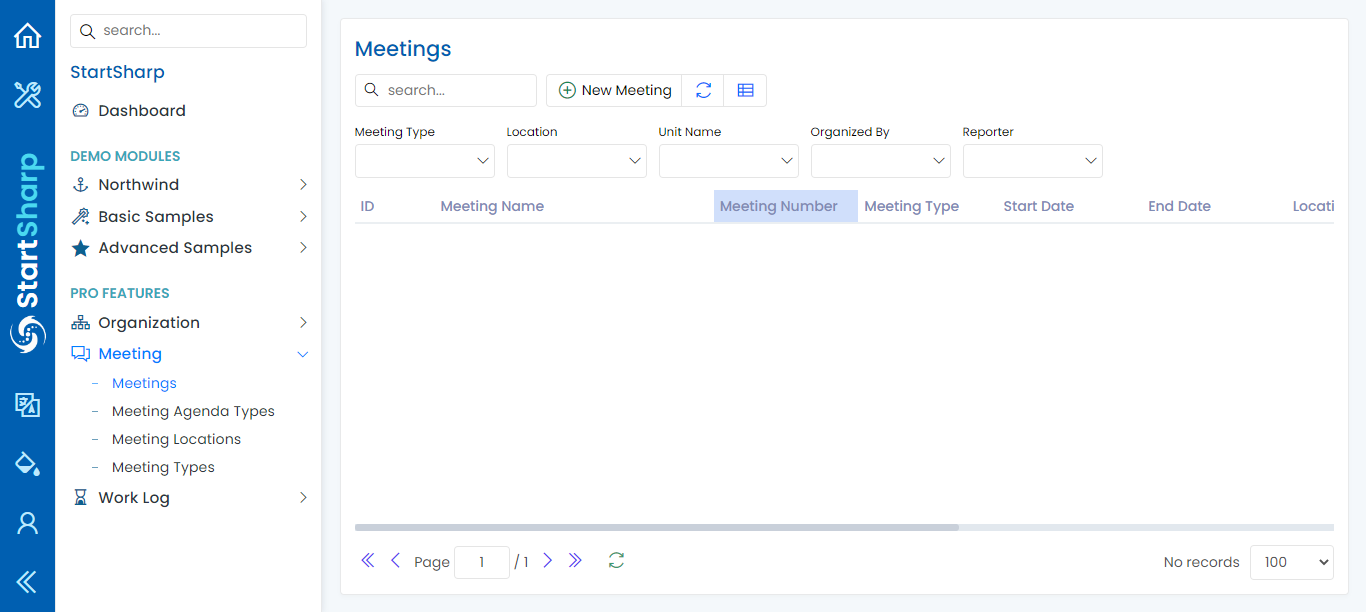 StartSharp
search...
StartSharp
Dashboard
DEMO MODULES
Northwind
Basic Samples
Advanced Samples
PRO FEATURES
Organization
Meeting
- Meetings
- Meeting Agenda Types
- Meeting Locations
- Meeting Types
Work Log
Meetings
search... New Meeting
Meeting Type Location Unit Name Organized By Reporter
ID Meeting Name Meeting Number Meeting Type Start Date End Date Locati
Page 1 / 1 No records 100